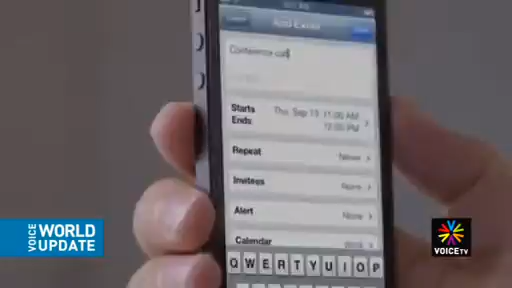 Add Event
Conference call
Starts Thu, Sep 13 11:00 AM
Ends 12:00 PM
Repeat Never
Invitees None
Alert None
Calendar Work
Q W E R T Y U I O P
VOICE WORLD UPDATE
VOICE TV